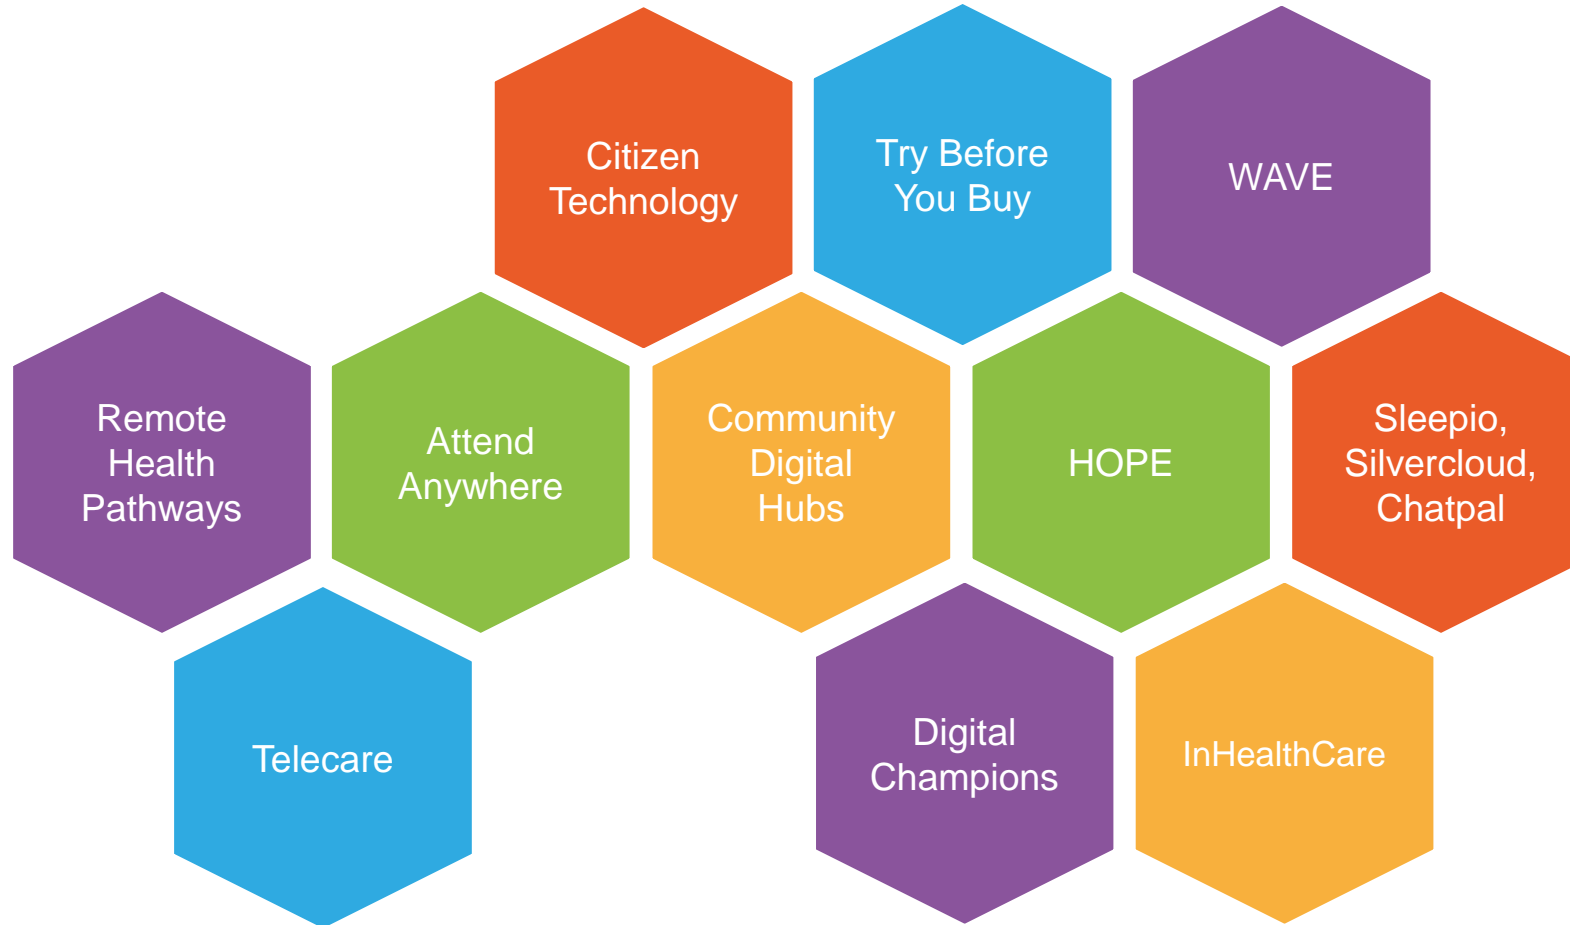 Citizen
Technology
Try Before
You Buy
WAVE
Remote
Health
Pathways
Attend
Anywhere
Community
Digital
Hubs
HOPE
Sleepio,
Silvercloud,
Chatpal
Telecare
Digital
Champions
InHealthCare